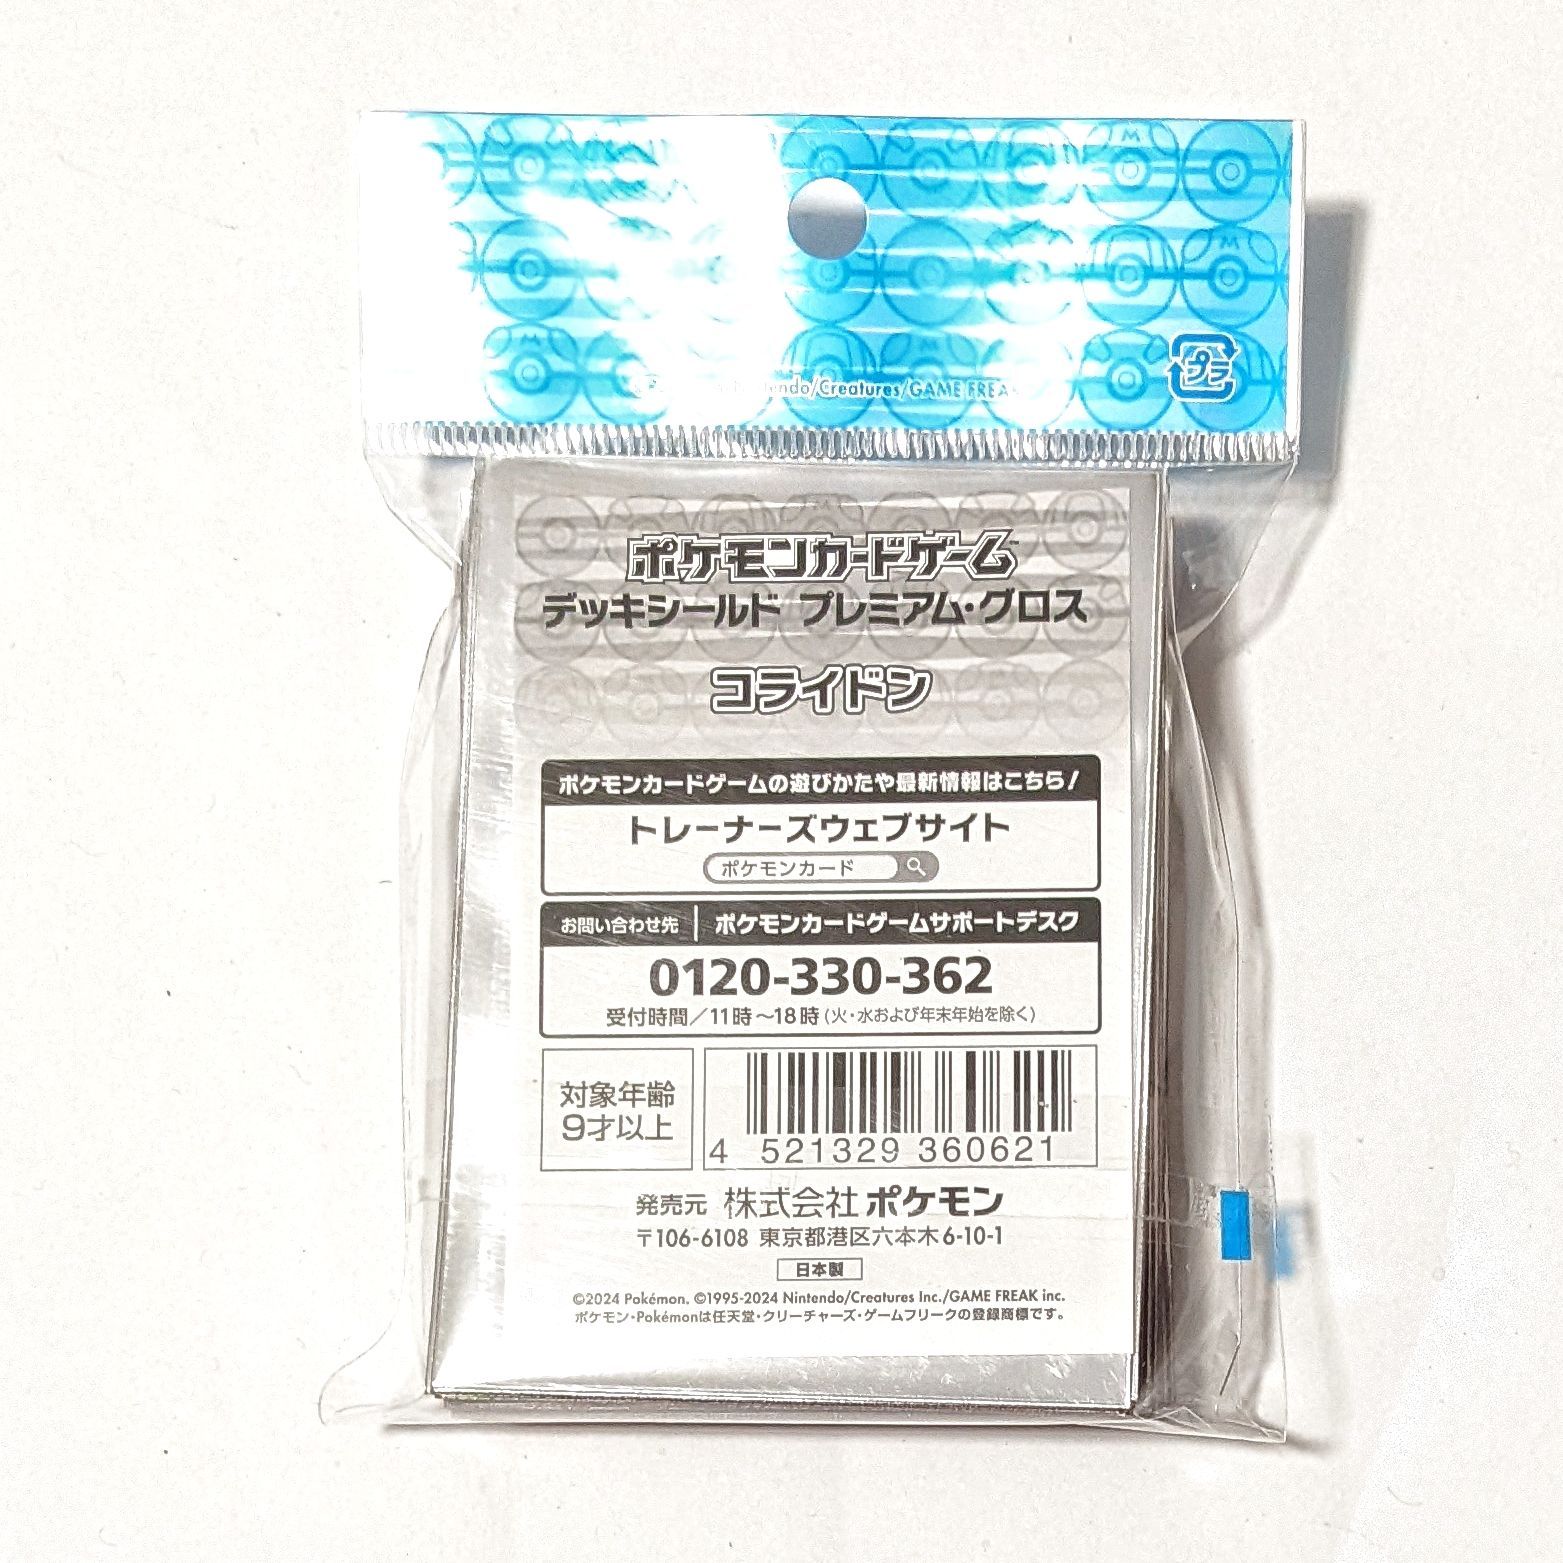 Nintendo/Creatures/GAME FREAK
プラ
ポケモンカードゲーム
デッキシールド プレミアム・グロス
コライドン
ポケモンカードゲームの遊びかたや最新情報はこちら!
トレーナーズウェブサイト
ポケモンカード
お問い合わせ先 ポケモンカードゲームサポートデスク
0120-330-362
受付時間/11時~18時(火・水および年末年始を除く)
対象年齢
9才以上
4 521329 360621
発売元 株式会社ポケモン
〒106-6108 東京都港区六本木6-10-1
日本製
©2024 Pokémon. ©1995-2024 Nintendo/Creatures Inc./GAME FREAK inc.
ポケモン・Pokémonは任天堂・クリーチャーズ・ゲームフリークの登録商標です。